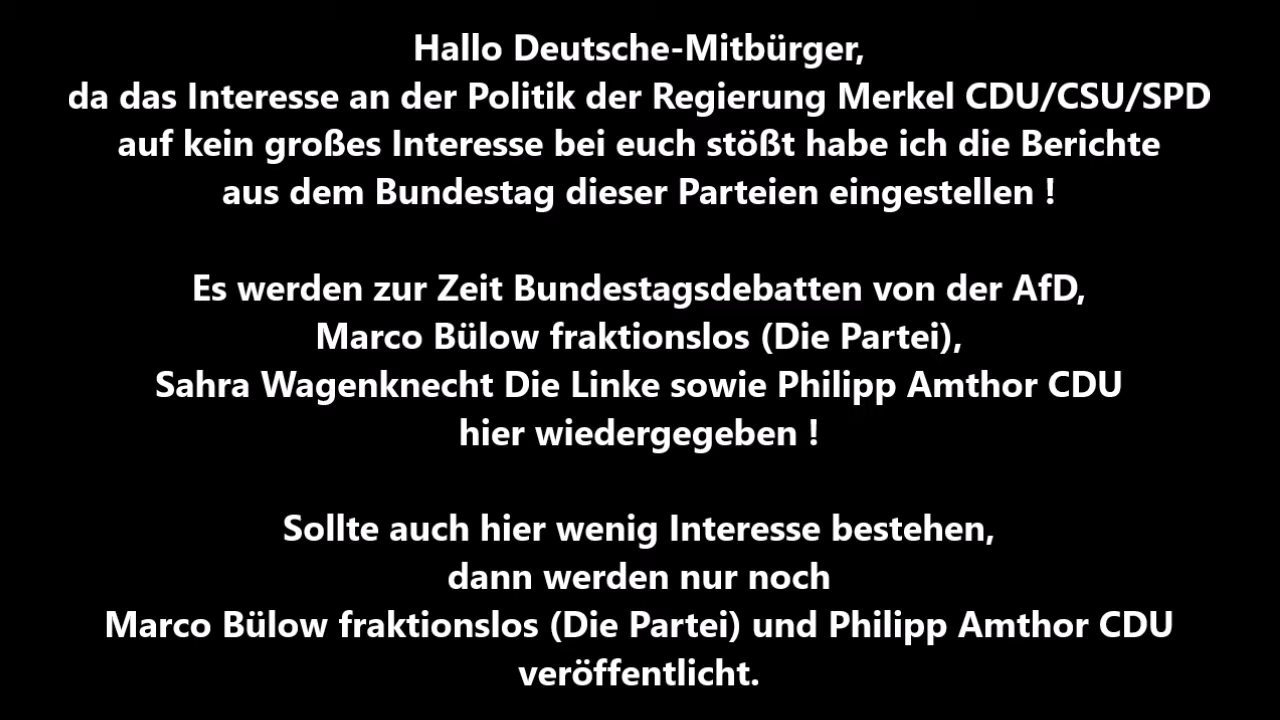 Hallo Deutsche-Mitbürger,
da das Interesse an der Politik der Regierung Merkel CDU/CSU/SPD
auf kein großes Interesse bei euch stößt habe ich die Berichte
aus dem Bundestag dieser Parteien eingestellen !
Es werden zur Zeit Bundestagsdebatten von der AfD,
Marco Bülow fraktionslos (Die Partei),
Sahra Wagenknecht Die Linke sowie Philipp Amthor CDU
hier wiedergegeben !
Sollte auch hier wenig Interesse bestehen,
dann werden nur noch
Marco Bülow fraktionslos (Die Partei) und Philipp Amthor CDU
veröffentlicht.